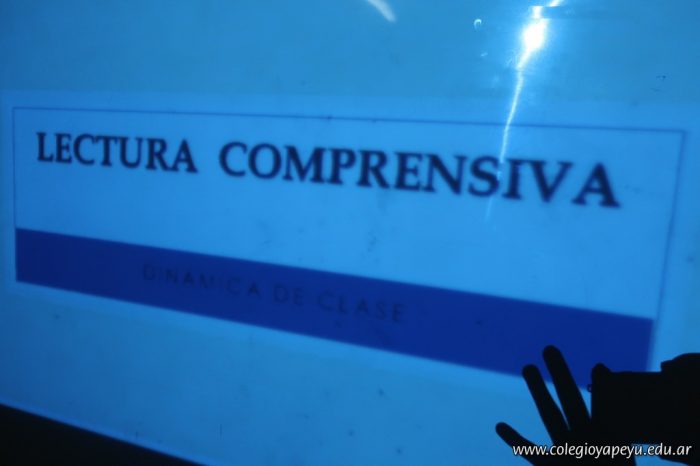 LECTURA COMPRENSIVA
DINAMICA DE CLASE
www.colegioyapeyu.edu.ar